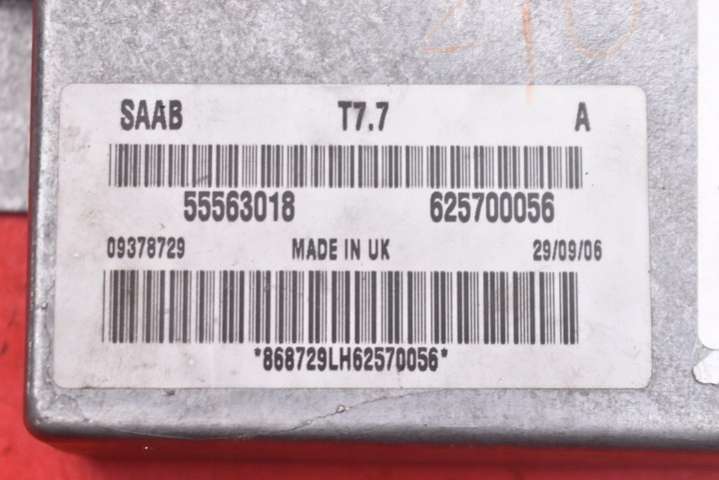 SAAB T7.7 A
55563018 625700056
09378729 MADE IN UK 29/09/06
*868729LH62570056*